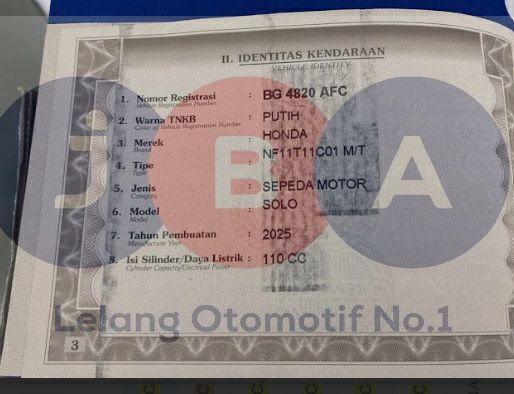 II. IDENTITAS KENDARAAN
VEHICLE IDENTITY
1. Nomor Registrasi : BG 4820 AFC
Vehicle Registration Number
2. Warna TNKB : PUTIH
Color of Vehicle Registration Number
3. Merek : HONDA
Brand
4. Tipe : NF11T11C01 M/T
Type
5. Jenis : SEPEDA MOTOR
Category
6. Model : SOLO
Model
7. Tahun Pembuatan : 2025
Manufacture Year
8. Isi Silinder/Daya Listrik : 110 CC
Cylinder Capacity/Electrical Power
JBA
Lelang Otomotif No.1
3